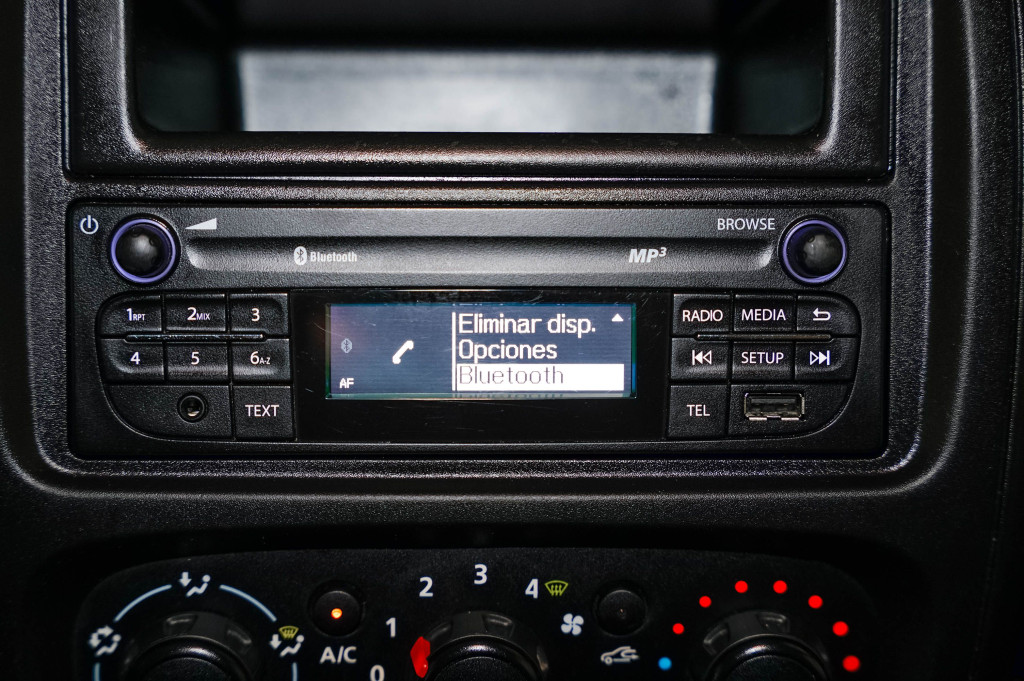 BROWSE
Bluetooth
MP3
1RPT
2MIX
3
4
5
6A-Z
TEXT
Eliminar disp.
Opciones
Bluetooth
AF
RADIO
MEDIA
SETUP
TEL
0
1
2
3
4
A/C